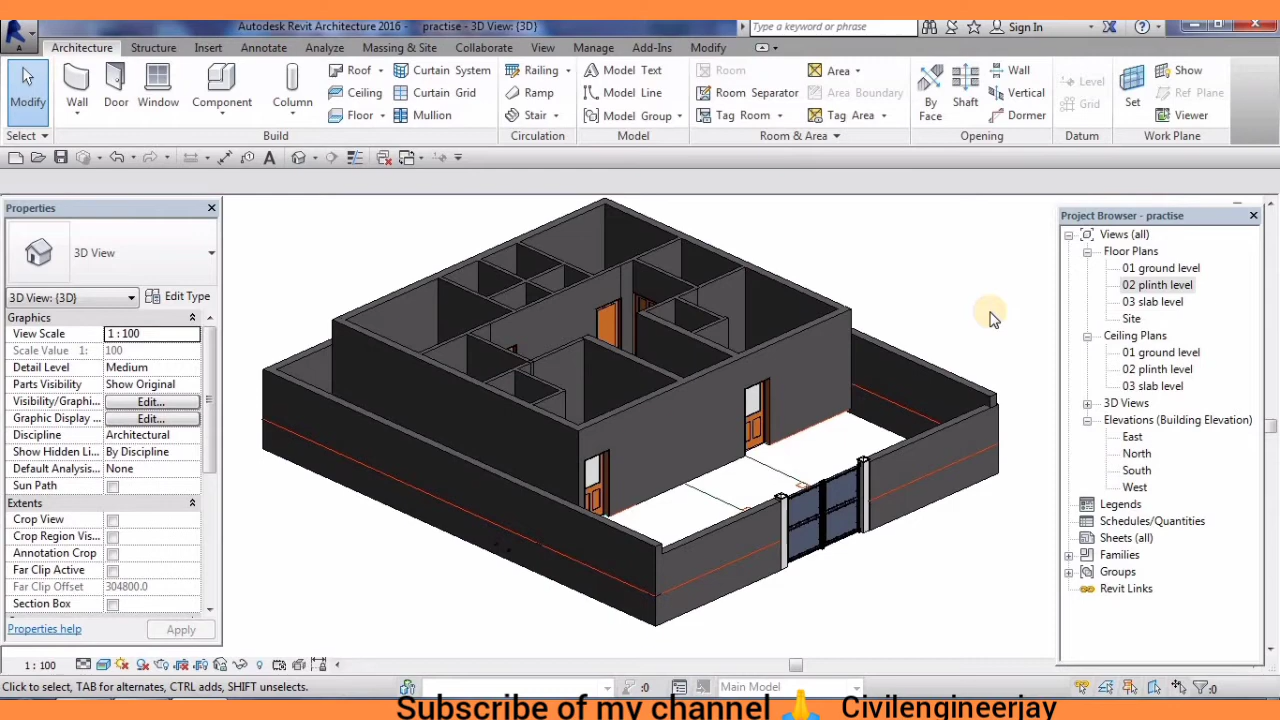 Autodesk Revit Architecture 2016 - practise - 3D View: {3D} Type a keyword or phrase Sign In
Architecture Structure Insert Annotate Analyze Massing & Site Collaborate View Manage Add-Ins Modify
Modify Wall Door Window Component Column
Roof Curtain System
Ceiling Curtain Grid
Floor Mullion
Railing
Ramp
Stair
Model Text
Model Line
Model Group
Room Area
Room Separator Area Boundary
Tag Room Tag Area
By Face Shaft
Wall
Vertical
Dormer
Level
Grid
Set
Show
Ref Plane
Viewer
Select Build Circulation Model Room & Area Opening Datum Work Plane
Properties
3D View
3D View: {3D} Edit Type
Graphics
View Scale 1 : 100
Scale Value 1: 100
Detail Level Medium
Parts Visibility Show Original
Visibility/Graphi... Edit...
Graphic Display ... Edit...
Discipline Architectural
Show Hidden Li... By Discipline
Default Analysis... None
Sun Path
Extents
Crop View
Crop Region Vis...
Annotation Crop
Far Clip Active
Far Clip Offset 304800.0
Section Box
Properties help Apply
Project Browser - practise
Views (all)
Floor Plans
01 ground level
02 plinth level
03 slab level
Site
Ceiling Plans
01 ground level
02 plinth level
03 slab level
3D Views
Elevations (Building Elevation)
East
North
South
West
Legends
Schedules/Quantities
Sheets (all)
Families
Groups
Revit Links
1 : 100
Click to select, TAB for alternates, CTRL adds, SHIFT unselects. :0 Main Model :0
Subscribe of my channel 🙏 Civilengineerjay